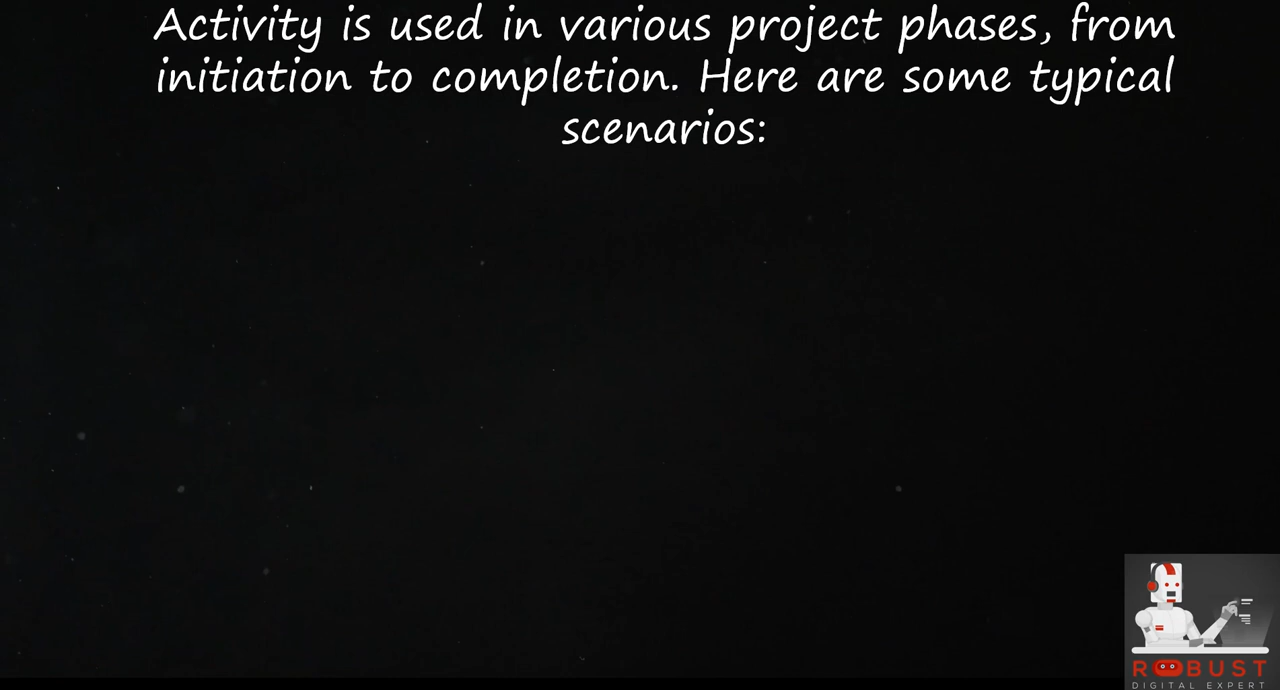 Activity is used in various project phases, from
initiation to completion. Here are some typical
scenarios:
ROBUST
DIGITAL EXPERT